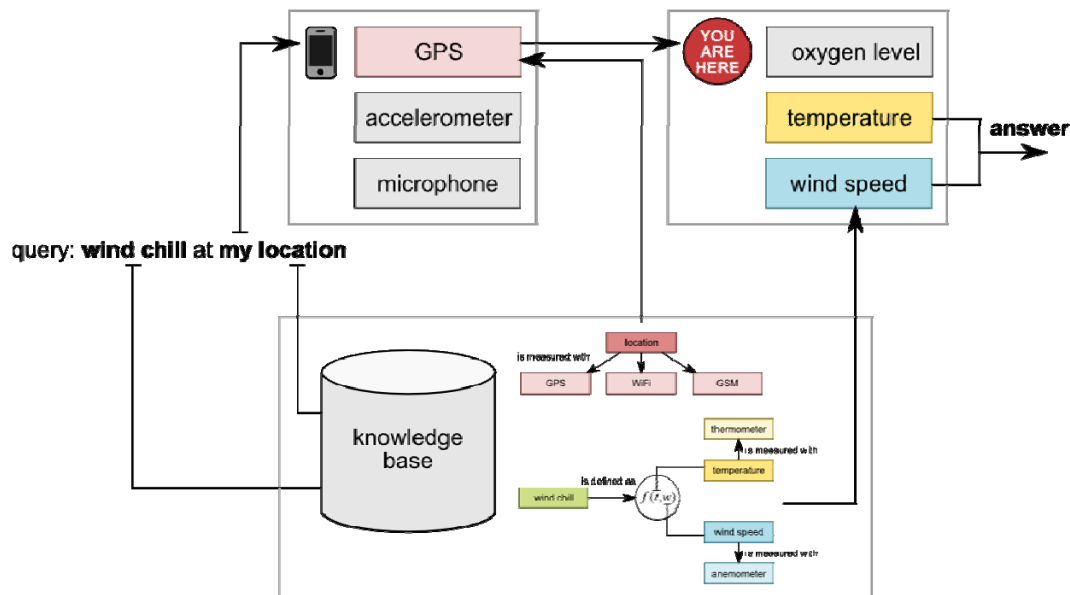 GPS
accelerometer
microphone
YOU
ARE
HERE
oxygen level
temperature
wind speed
answer
query: wind chill at my location
knowledge
base
location
is measured with
GPS
WiFi
GSM
thermometer
is measured with
temperature
is defined as
wind chill
f(t,w)
wind speed
is measured with
anemometer